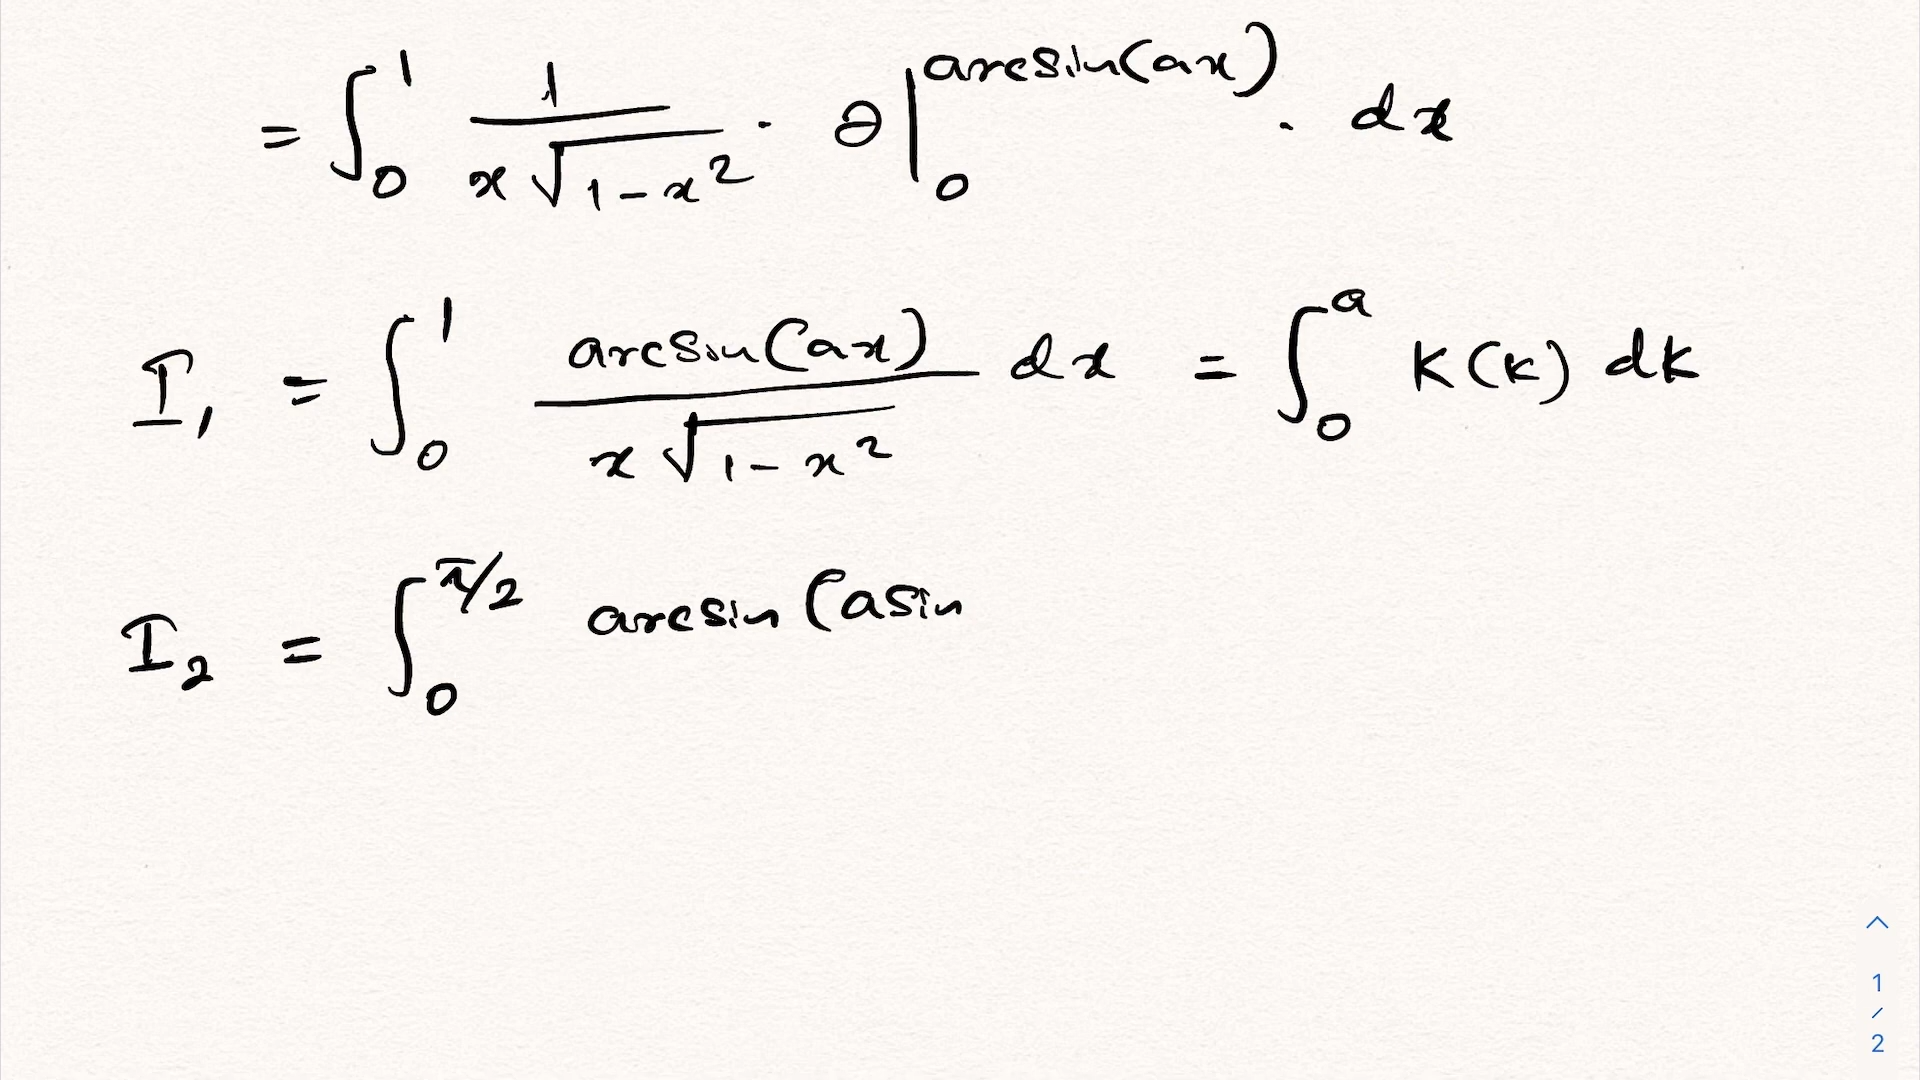 = ∫₀¹ 1/(x√(1-x²)) · θ|₀^arcsin(ax) · dx
I₁ = ∫₀¹ arcsin(ax)/(x√(1-x²)) dx = ∫₀ᵃ K(k) dk
I₂ = ∫₀^π/2 arcsin (asin
1
/
2